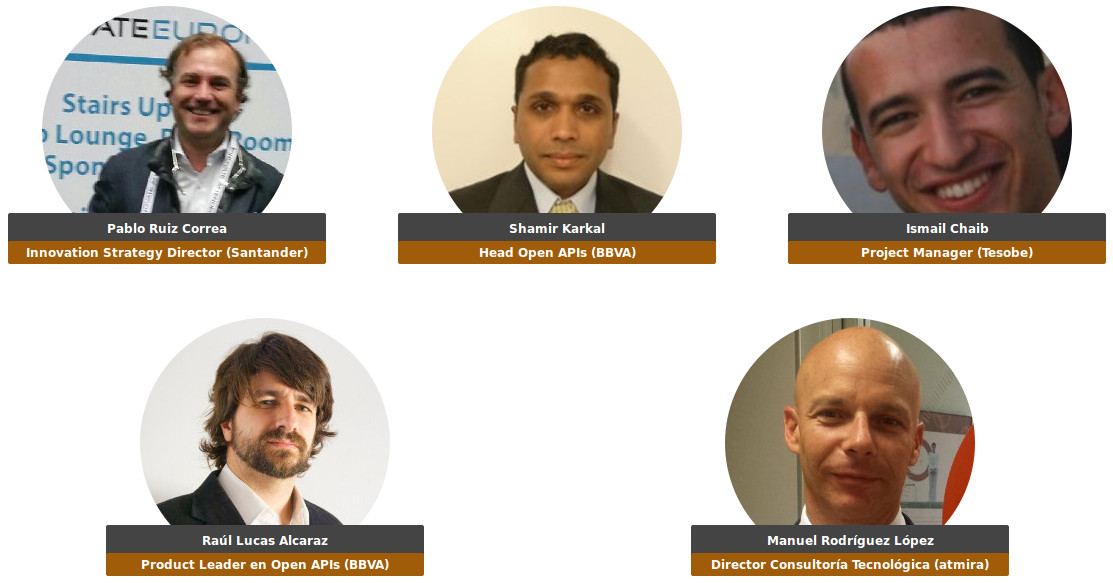 ATEEURO
Stairs Up
Lounge, Room
Spon
Pablo Ruiz Correa
Innovation Strategy Director (Santander)
Shamir Karkal
Head Open APIs (BBVA)
Ismail Chaib
Project Manager (Tesobe)
Raúl Lucas Alcaraz
Product Leader en Open APIs (BBVA)
Manuel Rodríguez López
Director Consultoría Tecnológica (atmira)